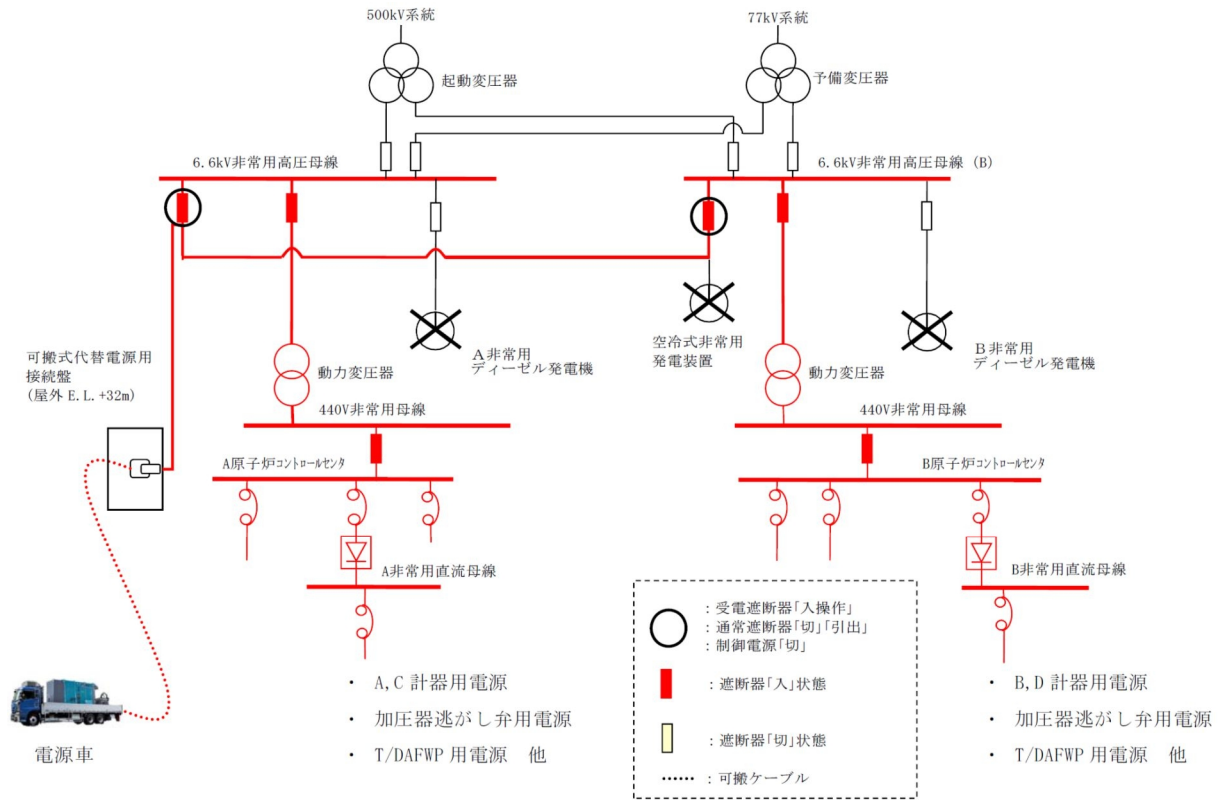 500kV系統
77kV系統
起動変圧器
予備変圧器
6.6kV非常用高圧母線
6.6kV非常用高圧母線 (B)
可搬式代替電源用
接続盤
(屋外 E.L.+32m)
動力変圧器
A非常用
ディーゼル発電機
空冷式非常用
発電装置
動力変圧器
B非常用
ディーゼル発電機
440V非常用母線
440V非常用母線
A原子炉コントロールセンタ
B原子炉コントロールセンタ
A非常用直流母線
B非常用直流母線
：受電遮断器「入操作」
：通常遮断器「切」「引出」
：制御電源「切」
：遮断器「入」状態
：遮断器「切」状態
：可搬ケーブル
電源車
・ A,C 計器用電源
・ 加圧器逃がし弁用電源
・ T/DAFWP 用電源　他
・ B,D 計器用電源
・ 加圧器逃がし弁用電源
・ T/DAFWP 用電源　他